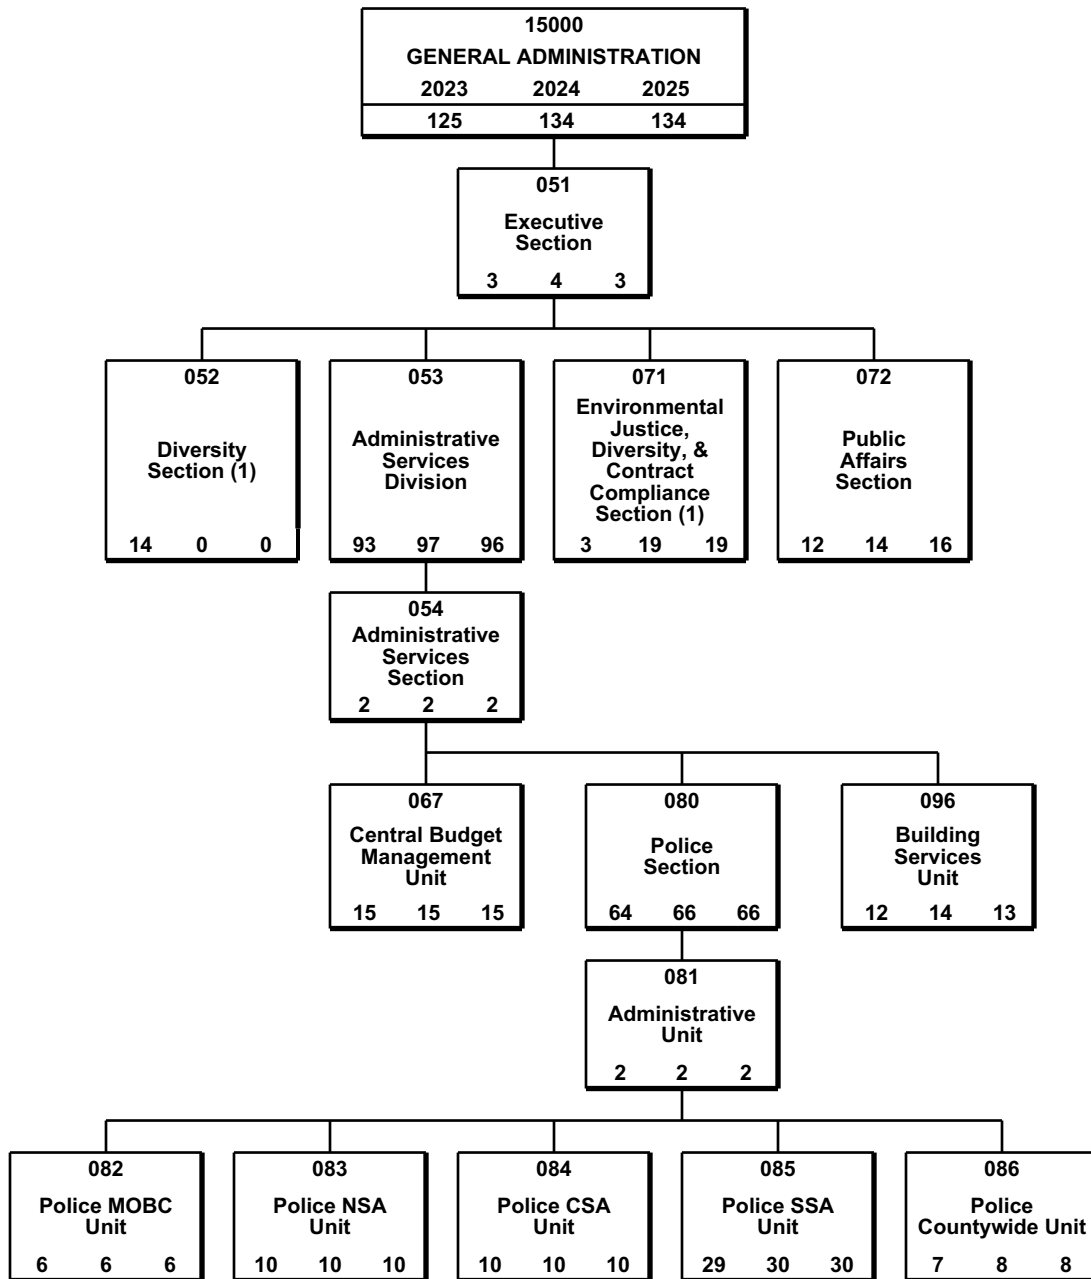 15000
GENERAL ADMINISTRATION
2023 2024 2025
125 134 134
051
Executive
Section
3 4 3
052
Diversity
Section (1)
14 0 0
053
Administrative
Services
Division
93 97 96
071
Environmental
Justice,
Diversity, &
Contract
Compliance
Section (1)
3 19 19
072
Public
Affairs
Section
12 14 16
054
Administrative
Services
Section
2 2 2
067
Central Budget
Management
Unit
15 15 15
080
Police
Section
64 66 66
096
Building
Services
Unit
12 14 13
081
Administrative
Unit
2 2 2
082
Police MOBC
Unit
6 6 6
083
Police NSA
Unit
10 10 10
084
Police CSA
Unit
10 10 10
085
Police SSA
Unit
29 30 30
086
Police
Countywide Unit
7 8 8